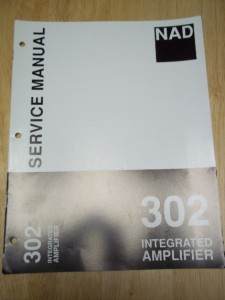 NAD
SERVICE MANUAL
302
INTEGRATED
AMPLIFIER
302
INTEGRATED
AMPLIFIER